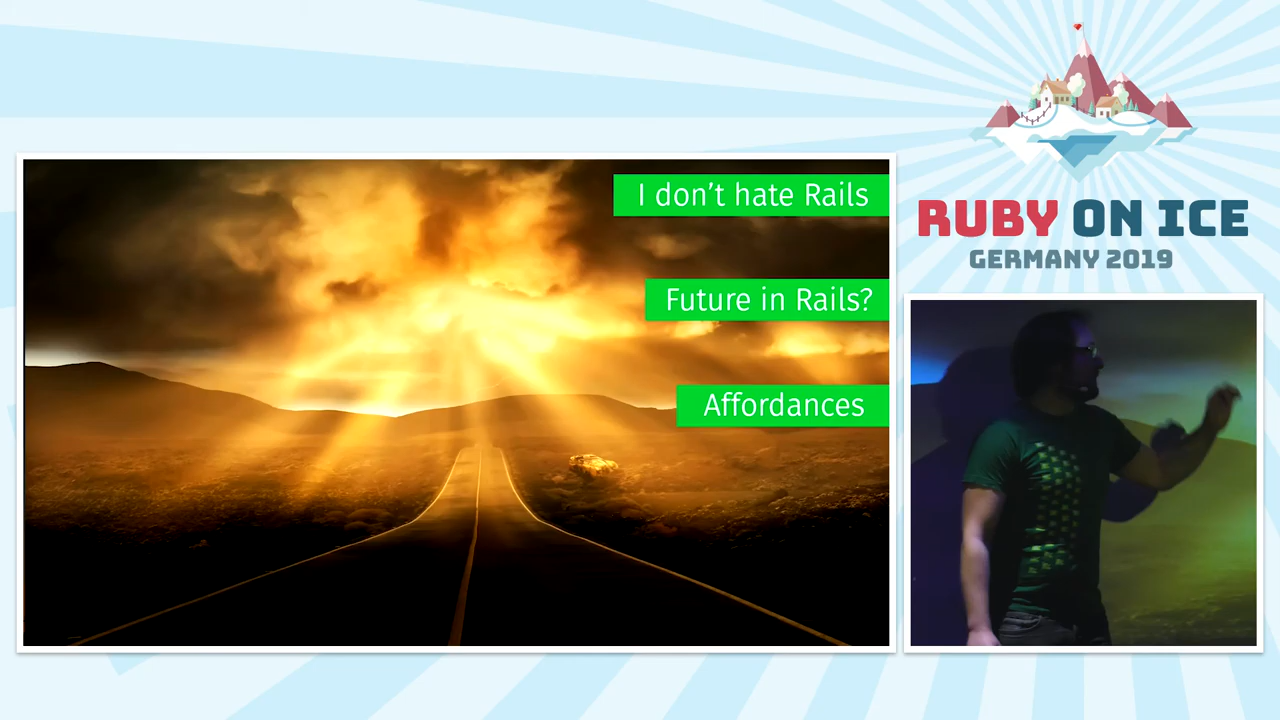 I don't hate Rails
Future in Rails?
Affordances
RUBY ON ICE
GERMANY 2019